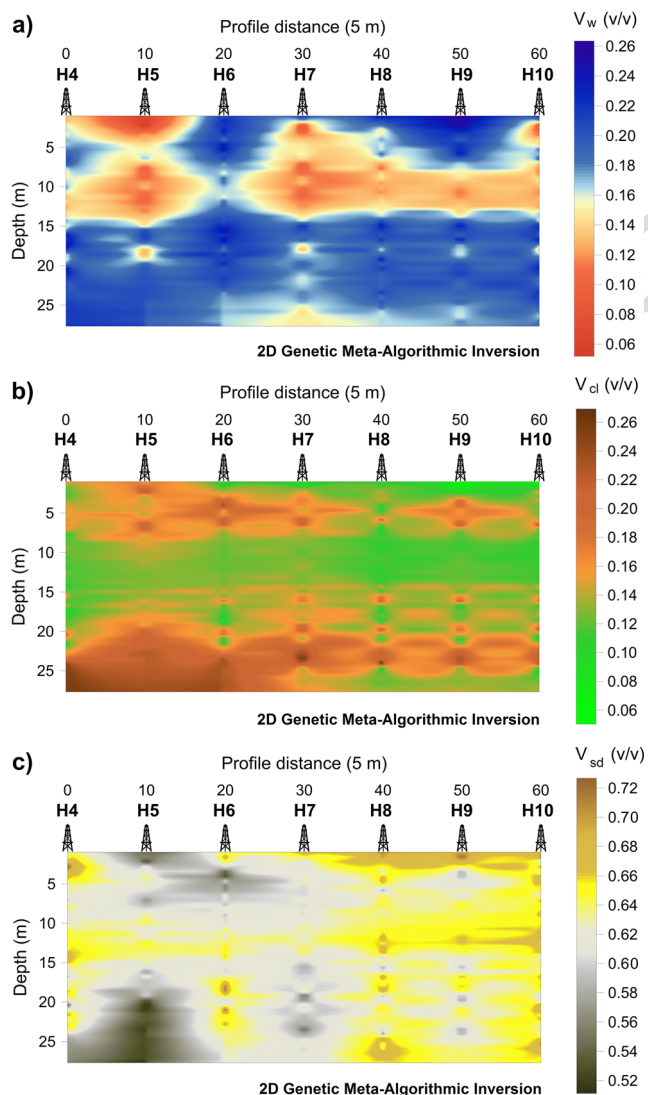 a)
Profile distance (5 m)
V_w (v/v)
0 10 20 30 40 50 60
H4 H5 H6 H7 H8 H9 H10
Depth (m)
5
10
15
20
25
0.26
0.24
0.22
0.20
0.18
0.16
0.14
0.12
0.10
0.08
0.06
2D Genetic Meta-Algorithmic Inversion
b)
Profile distance (5 m)
V_cl (v/v)
0 10 20 30 40 50 60
H4 H5 H6 H7 H8 H9 H10
Depth (m)
5
10
15
20
25
0.26
0.24
0.22
0.20
0.18
0.16
0.14
0.12
0.10
0.08
0.06
2D Genetic Meta-Algorithmic Inversion
c)
Profile distance (5 m)
V_sd (v/v)
0 10 20 30 40 50 60
H4 H5 H6 H7 H8 H9 H10
Depth (m)
5
10
15
20
25
0.72
0.70
0.68
0.66
0.64
0.62
0.60
0.58
0.56
0.54
0.52
2D Genetic Meta-Algorithmic Inversion